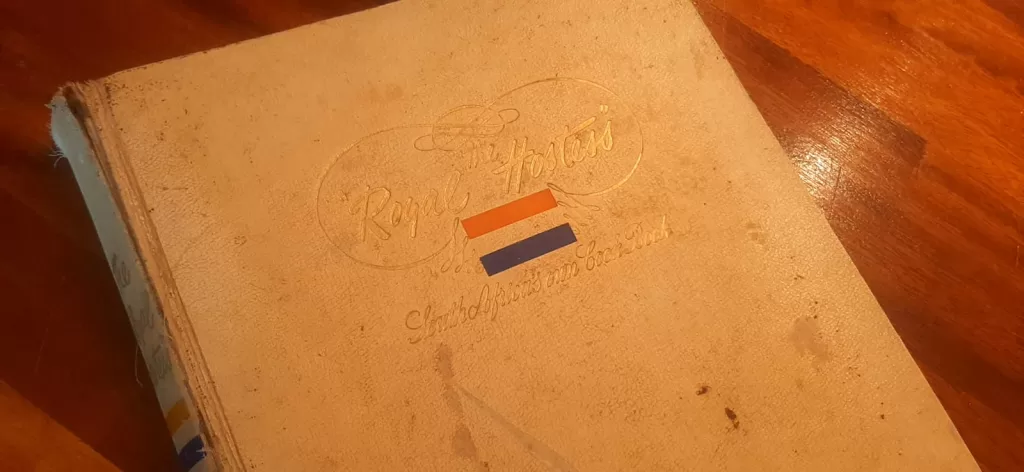 The
Royal Hostess
South Africa's own Cook Book